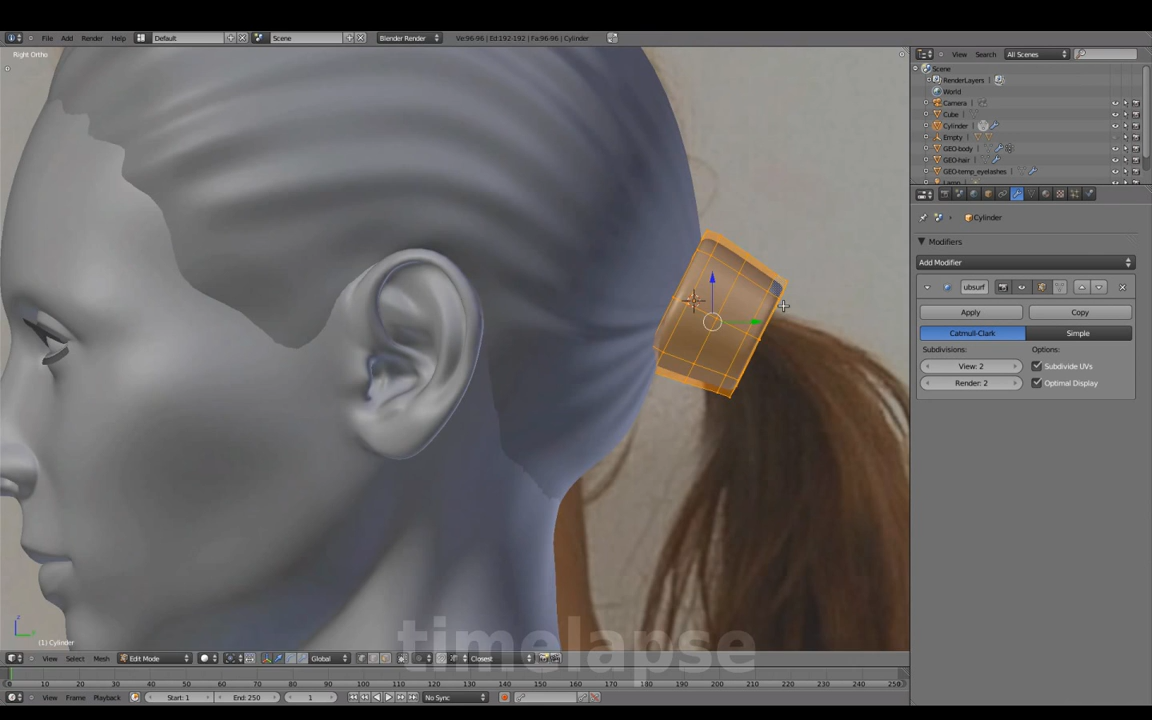 File Add Render Help Default Scene Blender Render Ve:96-96 | Ed:192-192 | Fa:96-96 | Cylinder
Right Ortho
View Search All Scenes
Scene
RenderLayers
World
Camera
Cube
Cylinder
Empty
GEO-body
GEO-hair
GEO-temp_eyelashes
Cylinder
Modifiers
Add Modifier
ubsurf
Apply Copy
Catmull-Clark Simple
Subdivisions: Options:
View: 2 Subdivide UVs
Render: 2 Optimal Display
timelapse
(1) Cylinder
View Select Mesh Edit Mode Global Closest
0 10 20 30 40 50 60 70 80 90 100 110 120 130 140 150 160 170 180 190 200 210 220 230 240 250
View Frame Playback Start: 1 End: 250 1 No Sync